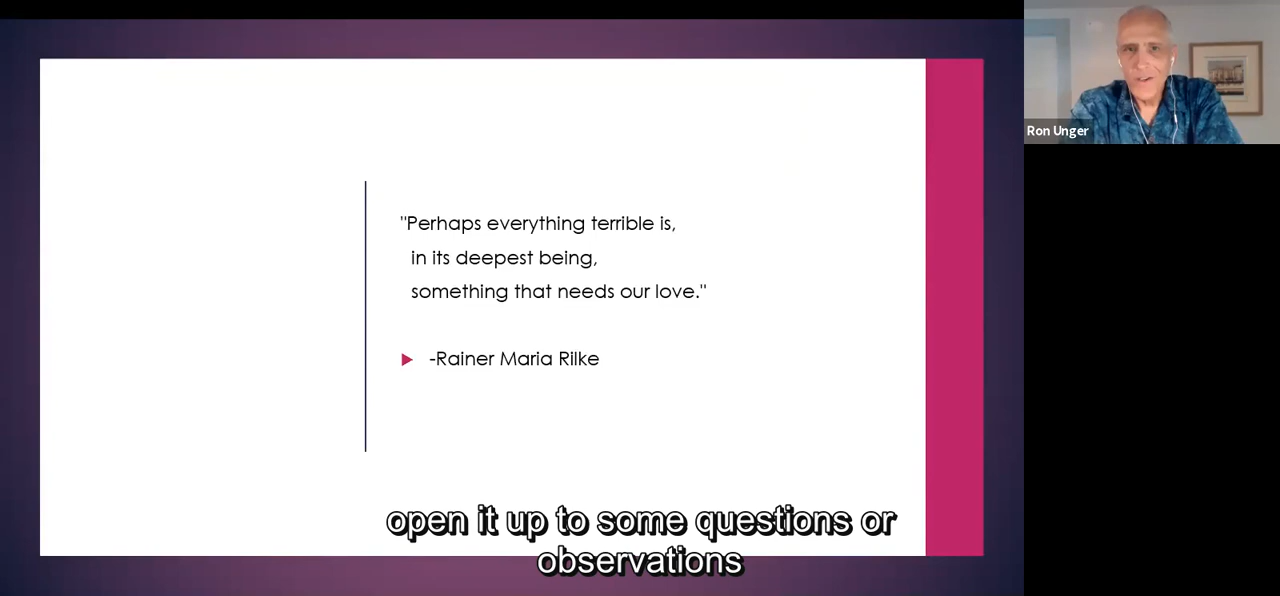 "Perhaps everything terrible is,
in its deepest being,
something that needs our love."
-Rainer Maria Rilke
open it up to some questions or
observations
Ron Unger